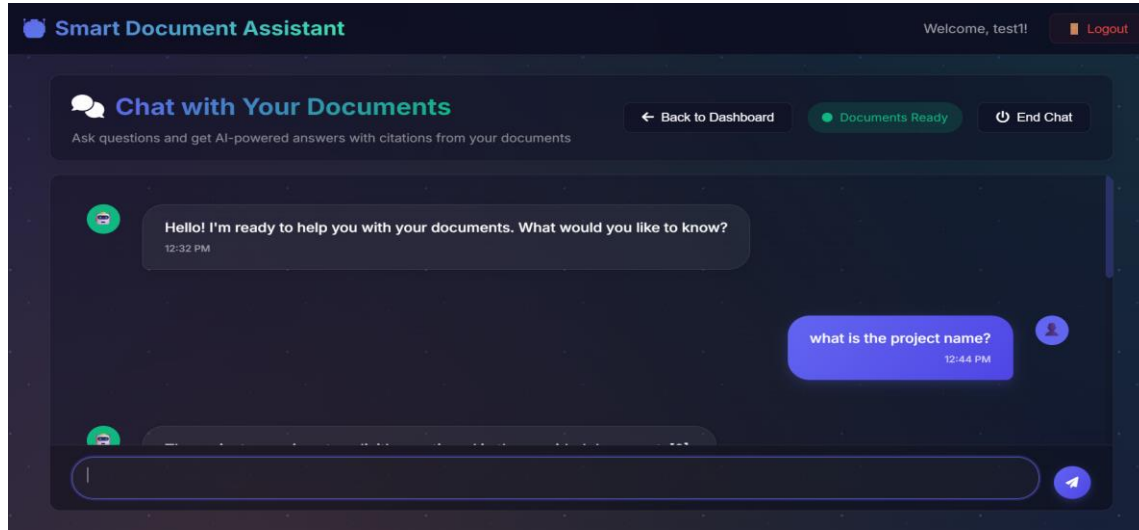 Smart Document Assistant
Welcome, test1!
Logout
Chat with Your Documents
Ask questions and get AI-powered answers with citations from your documents
← Back to Dashboard
Documents Ready
End Chat
Hello! I'm ready to help you with your documents. What would you like to know?
12:32 PM
what is the project name?
12:44 PM